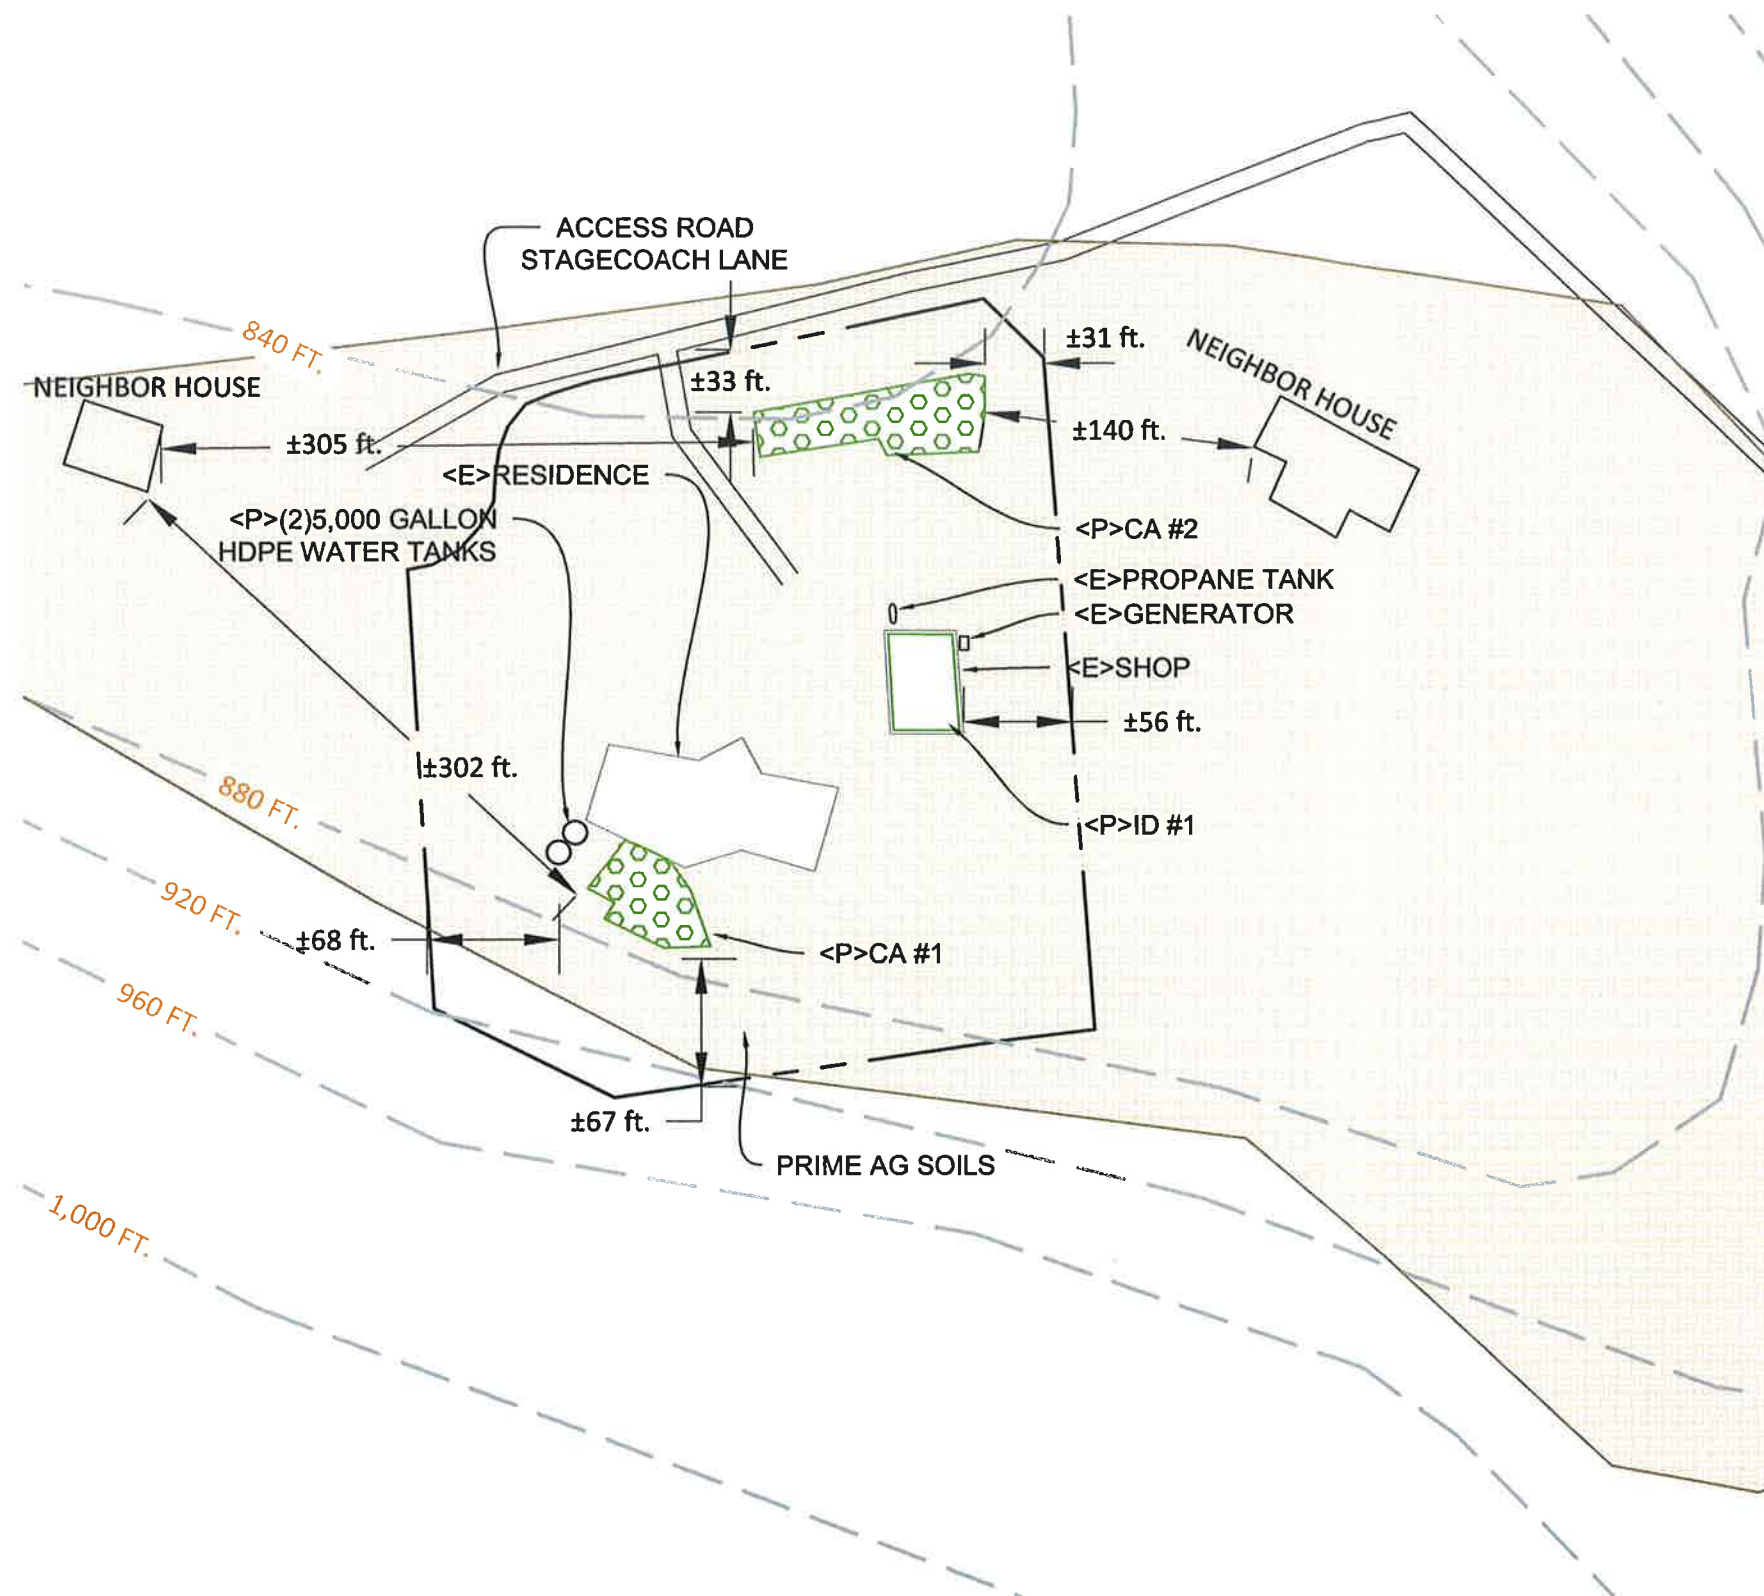 ACCESS ROAD
STAGECOACH LANE
840 FT.
±31 ft.
NEIGHBOR HOUSE
NEIGHBOR HOUSE
±33 ft.
±305 ft.
±140 ft.
<E>RESIDENCE
<P>(2)5,000 GALLON
HDPE WATER TANKS
<P>CA #2
<E>PROPANE TANK
<E>GENERATOR
<E>SHOP
±56 ft.
±302 ft.
880 FT.
<P>ID #1
920 FT.
±68 ft.
<P>CA #1
960 FT.
±67 ft.
PRIME AG SOILS
1,000 FT.